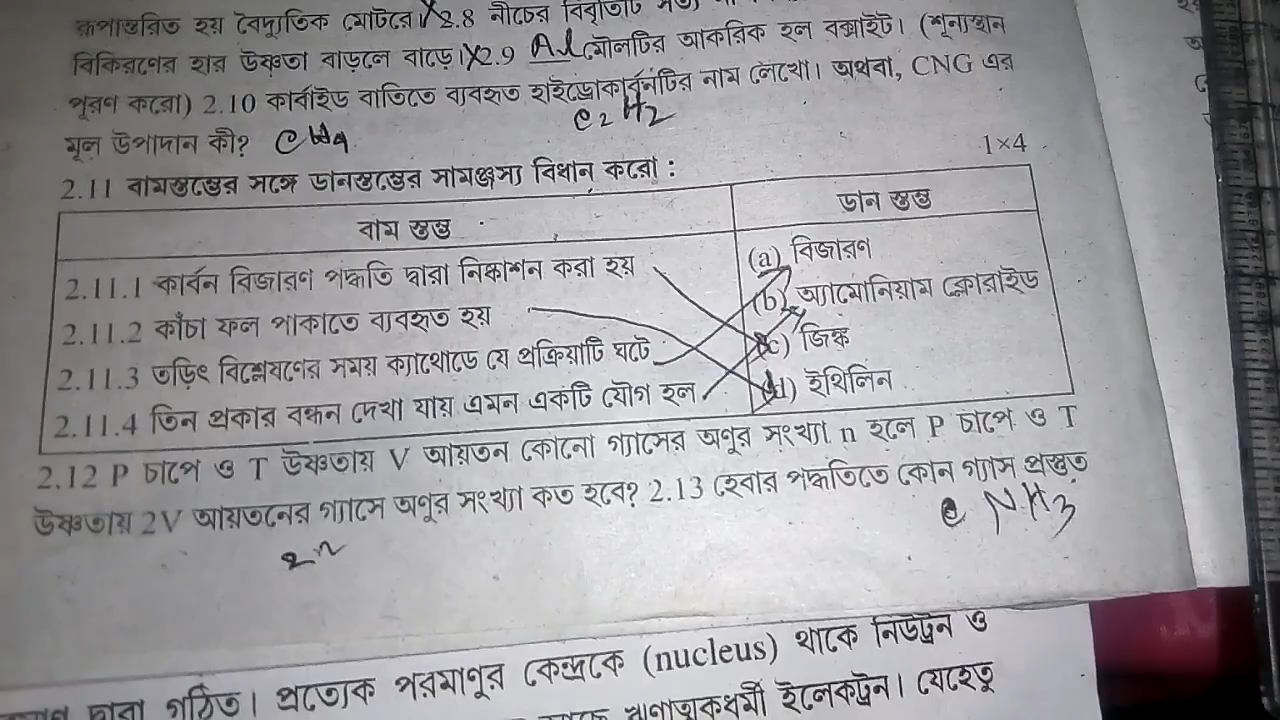 রূপান্তরিত হয় বৈদ্যুতিক মোটরে। 2.8 নীচের বিবৃতিটি সত্য
বিকিরণের হার উষ্ণতা বাড়লে বাড়ে। 2.9 Al মৌলটির আকরিক হল বক্সাইট। (শূন্যস্থান
পূরণ করো) 2.10 কার্বাইড বাতিতে ব্যবহৃত হাইড্রোকার্বনটির নাম লেখো। অথবা, CNG এর
C2H2
মূল উপাদান কী? CH4
1×4
2.11 বামস্তম্ভের সঙ্গে ডানস্তম্ভের সামঞ্জস্য বিধান করো :
বাম স্তম্ভ
ডান স্তম্ভ
2.11.1 কার্বন বিজারণ পদ্ধতি দ্বারা নিষ্কাশন করা হয়
(a) বিজারণ
2.11.2 কাঁচা ফল পাকাতে ব্যবহৃত হয়
(b) অ্যামোনিয়াম ক্লোরাইড
2.11.3 তড়িৎ বিশ্লেষণের সময় ক্যাথোডে যে প্রক্রিয়াটি ঘটে
(c) জিঙ্ক
2.11.4 তিন প্রকার বন্ধন দেখা যায় এমন একটি যৌগ হল
(d) ইথিলিন
2.12 P চাপে ও T উষ্ণতায় V আয়তন কোনো গ্যাসের অণুর সংখ্যা n হলে P চাপে ও T
উষ্ণতায় 2V আয়তনের গ্যাসে অণুর সংখ্যা কত হবে? 2.13 হেবার পদ্ধতিতে কোন গ্যাস প্রস্তুত
NH3
2n
দ্বারা গঠিত। প্রত্যেক পরমাণুর কেন্দ্রকে (nucleus) থাকে নিউট্রন ও
ঋণাত্মকধর্মী ইলেকট্রন। যেহেতু